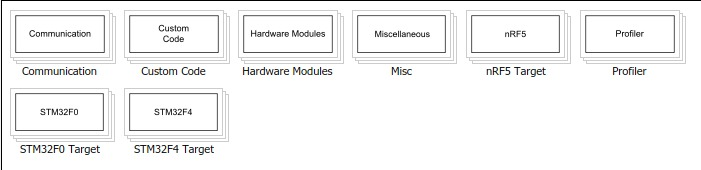 Communication
Custom
Code
Hardware Modules
Miscellaneous
nRF5
Profiler
Communication
Custom Code
Hardware Modules
Misc
nRF5 Target
Profiler
STM32F0
STM32F4
STM32F0 Target
STM32F4 Target